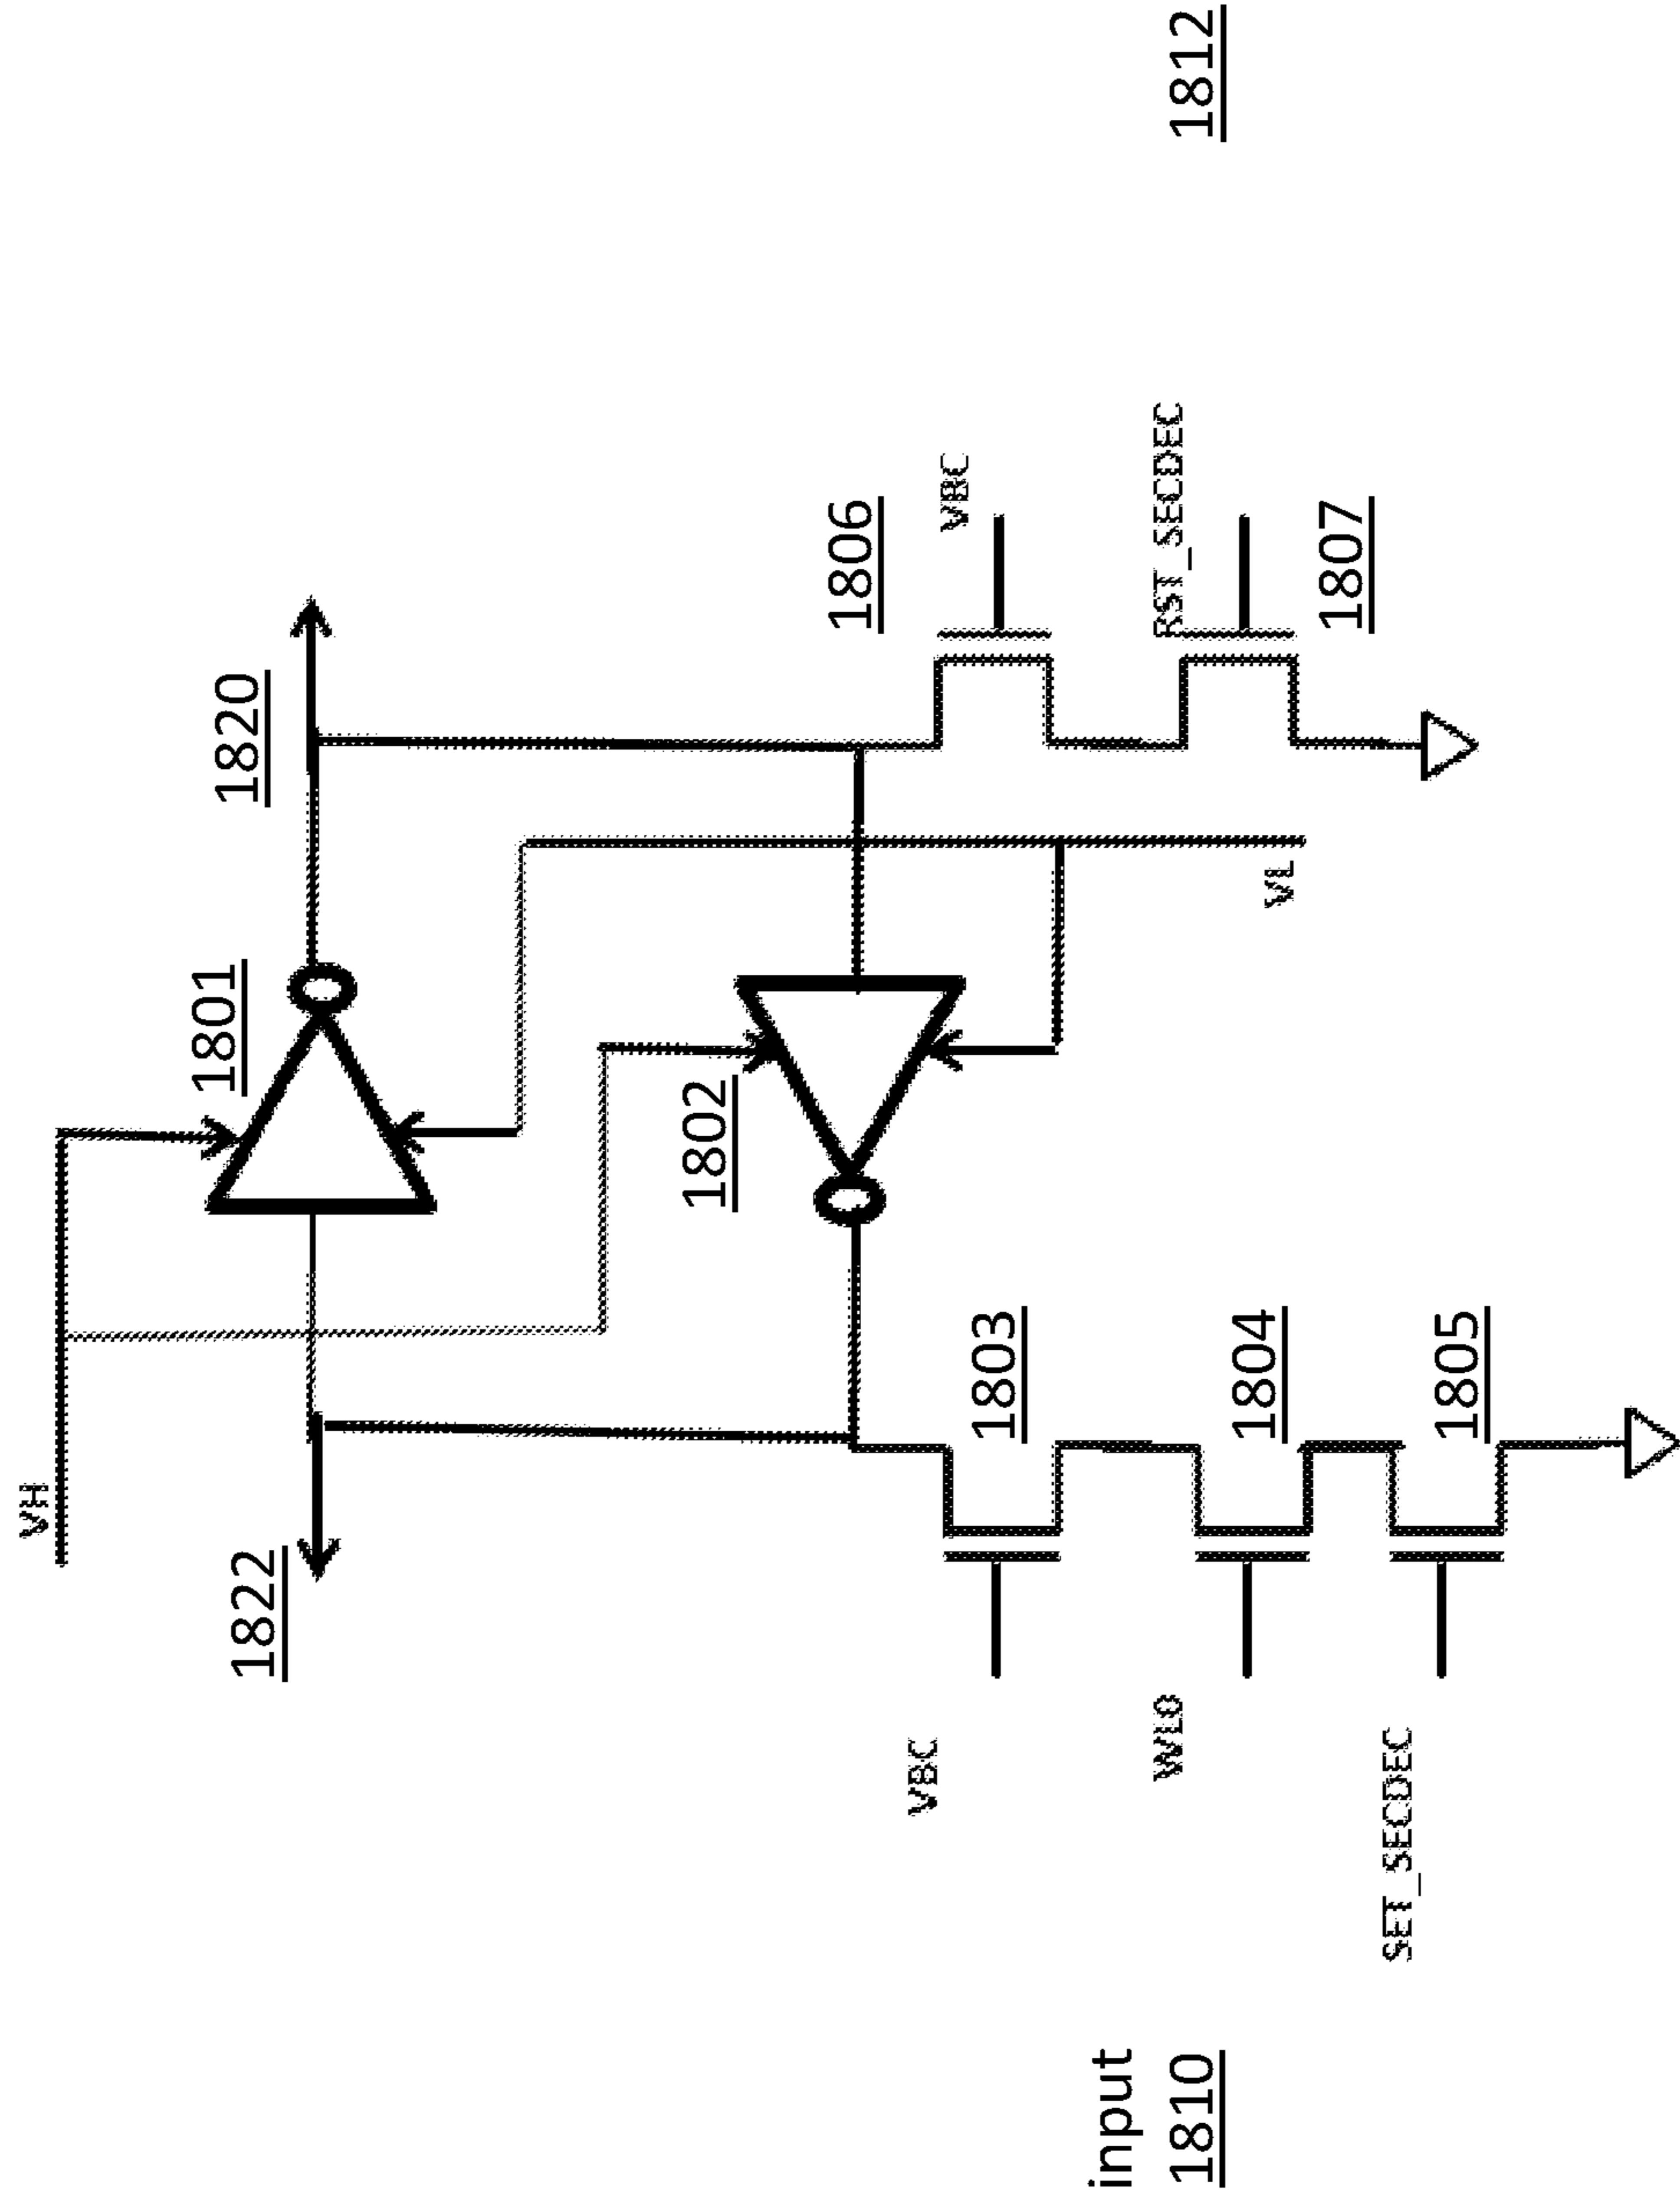 VH
1822
1801
1820
1802
VBC
1803
1806
VBC
input
1810
WL0
1804
RST_SECDEC
1812
SET_SECDEC
1805
VL
1807